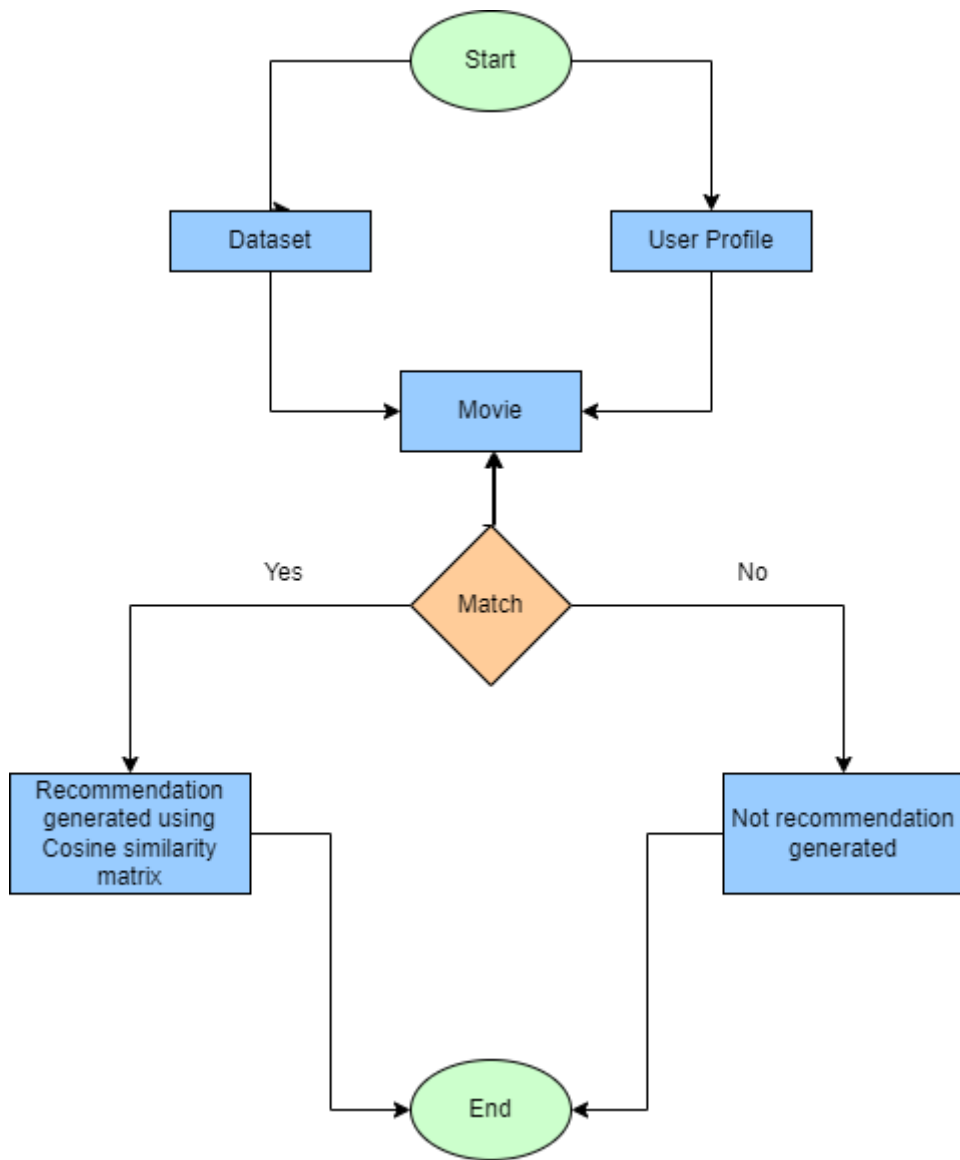 Start
Dataset
User Profile
Movie
Yes
No
Match
Recommendation
generated using
Cosine similarity
matrix
Not recommendation
generated
End